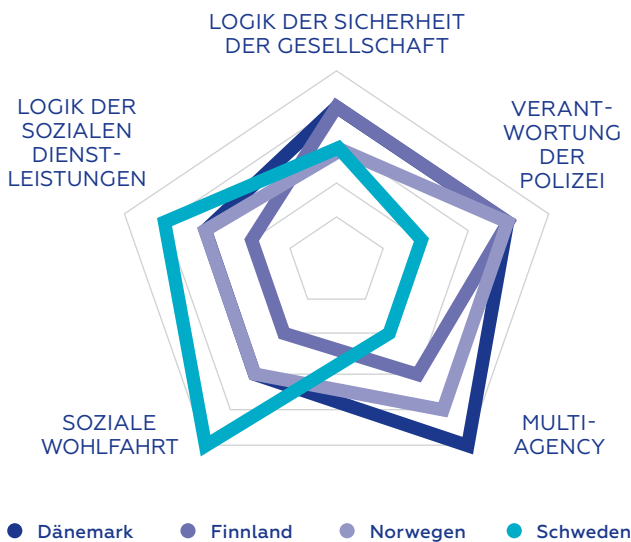 LOGIK DER SICHERHEIT
DER GESELLSCHAFT
LOGIK DER
SOZIALEN
DIENST-
LEISTUNGEN
VERANT-
WORTUNG
DER
POLIZEI
SOZIALE
WOHLFAHRT
MULTI-
AGENCY
Dänemark
Finnland
Norwegen
Schweden